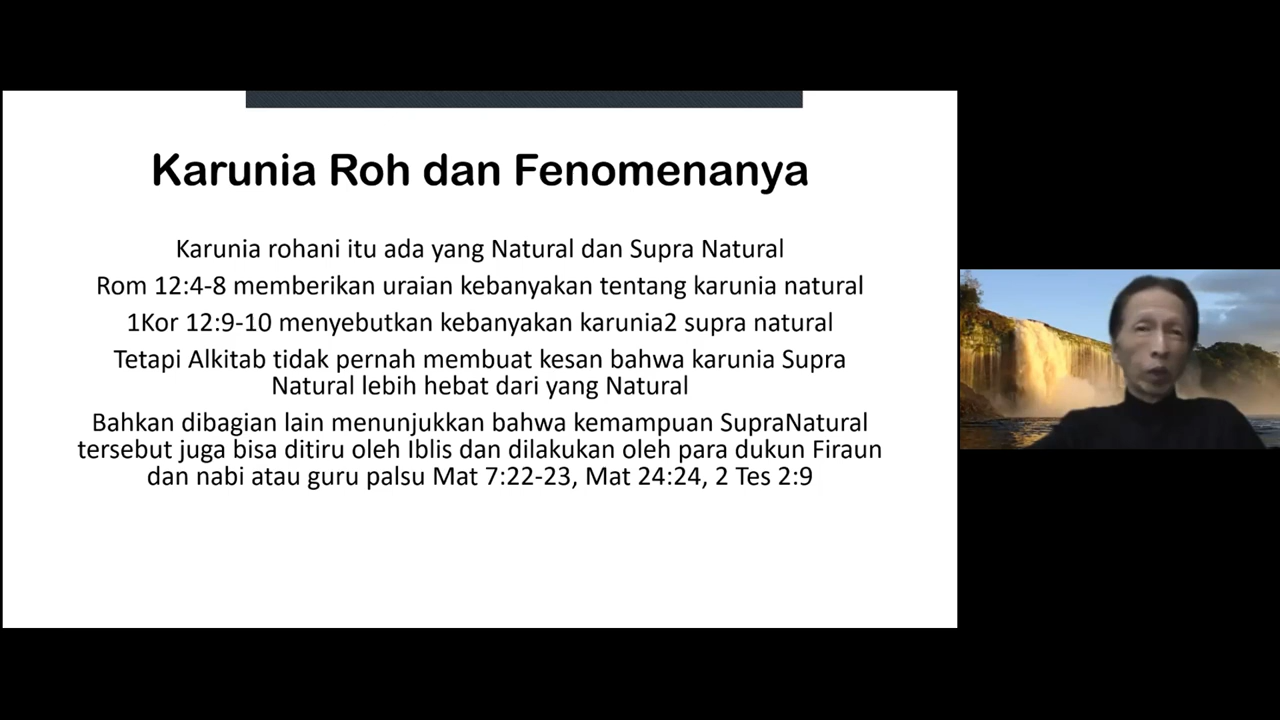 Karunia Roh dan Fenomenanya
Karunia rohani itu ada yang Natural dan Supra Natural
Rom 12:4-8 memberikan uraian kebanyakan tentang karunia natural
1Kor 12:9-10 menyebutkan kebanyakan karunia2 supra natural
Tetapi Alkitab tidak pernah membuat kesan bahwa karunia Supra
Natural lebih hebat dari yang Natural
Bahkan dibagian lain menunjukkan bahwa kemampuan SupraNatural
tersebut juga bisa ditiru oleh Iblis dan dilakukan oleh para dukun Firaun
dan nabi atau guru palsu Mat 7:22-23, Mat 24:24, 2 Tes 2:9